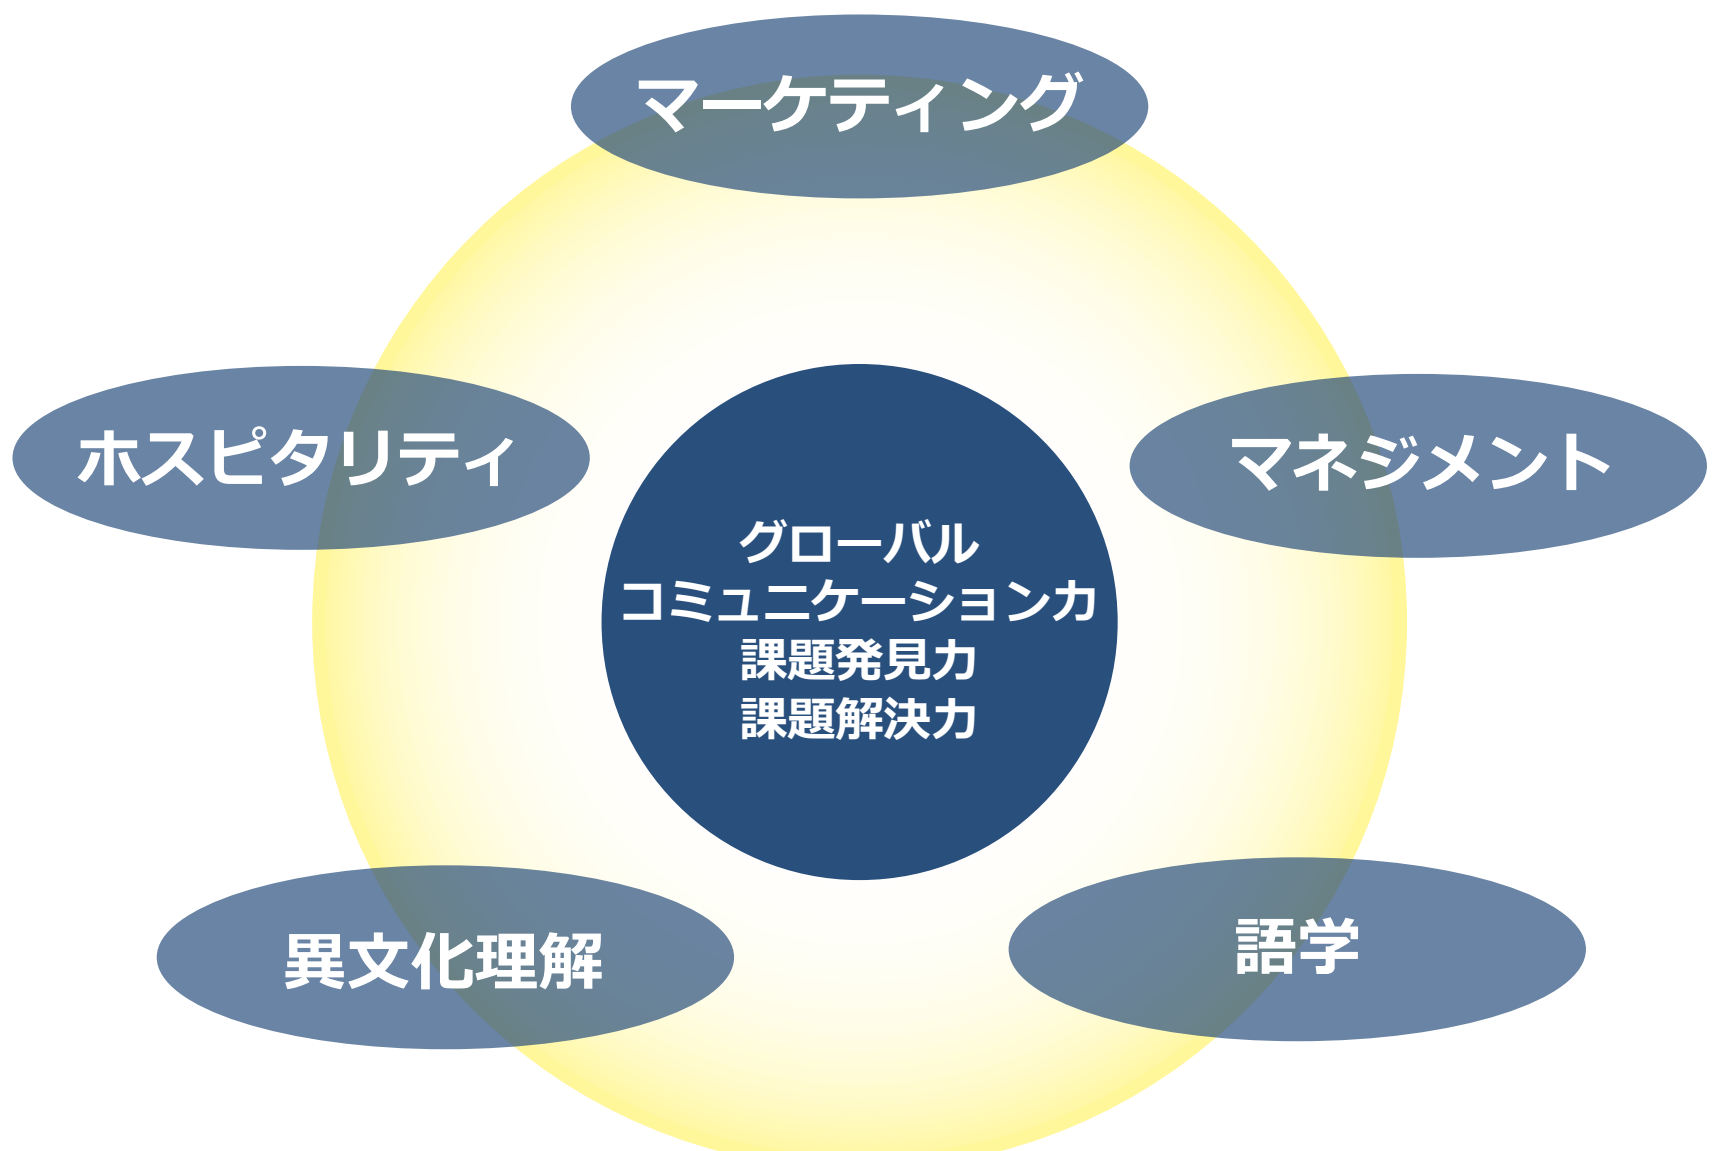 マーケティング
ホスピタリティ
マネジメント
グローバル
コミュニケーション力
課題発見力
課題解決力
異文化理解
語学